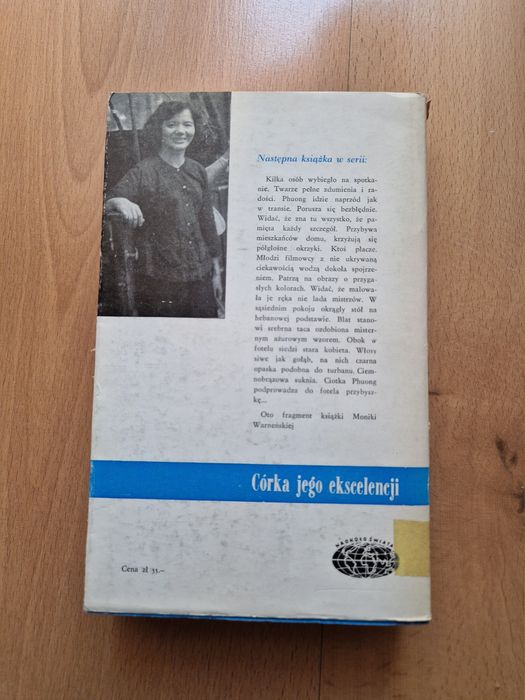 Następna książka w serii:
Kilka osób wybiegło na spotka-
nie. Twarze pełne zdumienia i ra-
dości. Phuong idzie naprzód jak
w transie. Porusza się bezbłędnie.
Widać, że zna tu wszystko, że pa-
mięta każdy szczegół. Przybywa
mieszkańców domu, krzyżują się
półgłośne okrzyki. Ktoś płacze.
Młodzi filmowcy z nie ukrywaną
ciekawością wodzą dokoła spojrze-
niem. Patrzą na obrazy o przyga-
słych kolorach. Widać, że malowa-
ła je ręka nie lada mistrzów. W
sąsiednim pokoju okrągły stół na
hebanowej podstawie. Blat stano-
wi srebrna taca ozdobiona mister-
nym ażurowym wzorem. Obok w
fotelu siedzi stara kobieta. Włosy
siwe jak gołąb, na nich czarna
opaska podobna do turbanu. Ciem-
nobrązowa suknia. Ciotka Phuong
podprowadza do fotela przybysz-
kę...
Oto fragment książki Moniki
Warneńskiej
Córka jego ekscelencji
NAOKOŁO ŚWIATA
Cena zł 35.-